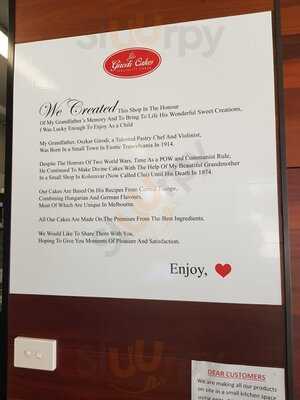 Gusti Cakes
We Created This Shop In The Honour
Of My Grandfather's Memory And To Bring To Life His Wonderful Sweet Creations,
I Was Lucky Enough To Enjoy As a Child
My Grandfather, Oszkar Girodi, a Talented Pastry Chef And Violinist,
Was Born In a Small Town In Exotic Transylvania In 1914.
Despite The Horrors Of Two World Wars, Time As a POW and Communist Rule,
He Continued To Make Divine Cakes With The Help Of My Beautiful Grandmother
In a Small Shop In Kolozsvar (Now Called Cluj) Until His Death In 1874.
Our Cakes Are Based On His Recipes From Central Europe,
Combining Hungarian And German Flavours,
Most Of Which Are Unique In Melbourne.
All Our Cakes Are Made On The Premises From The Best Ingredients.
We Would Like To Share Them With You,
Hoping To Give You Moments Of Pleasure And Satisfaction.
Enjoy,
DEAR CUSTOMERS
We are making all our products
on site in a small kitchen space